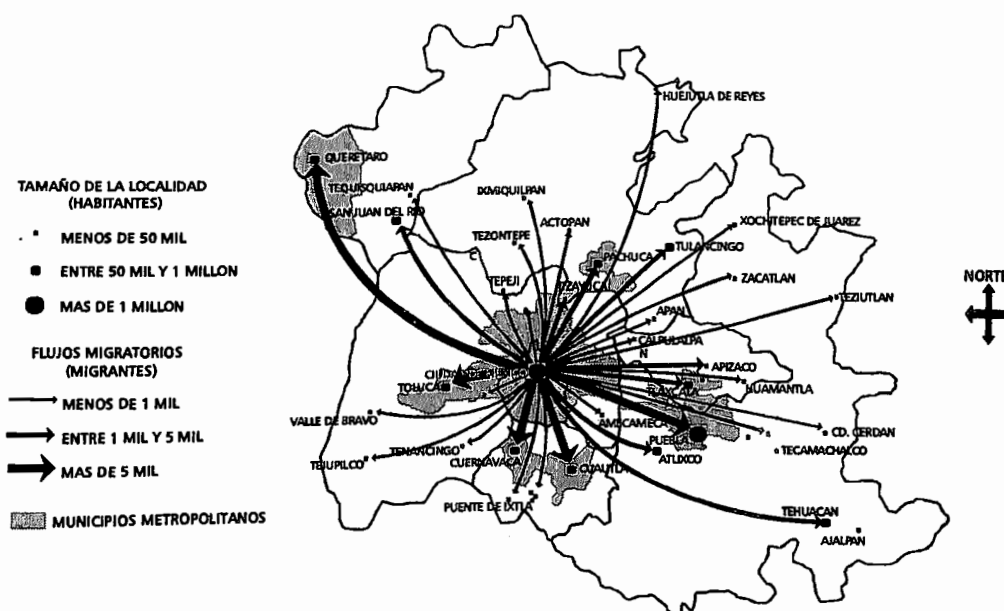 HUEJUTLA DE REYES
QUERETARO
TEQUISQUIAPAN
SAN JUAN DEL RIO
IXMIQUILPAN
ACTOPAN
TEZONTEPE
XOCHITEPEC DE JUAREZ
TULANCINGO
PACHUCA
TEPEJI
ZACATLAN
TEZIUTLAN
APAN
CALPULALPA
N
TAMAÑO DE LA LOCALIDAD
(HABITANTES)
MENOS DE 50 MIL
ENTRE 50 MIL Y 1 MILLON
MAS DE 1 MILLON
FLUJOS MIGRATORIOS
(MIGRANTES)
MENOS DE 1 MIL
ENTRE 1 MIL Y 5 MIL
MAS DE 5 MIL
MUNICIPIOS METROPOLITANOS
NORTE
APIZACO
HUAMANTLA
TLAXCALA
TOLUCA
VALLE DE BRAVO
AMECAMECA
PUEBLA
CD. CERDAN
TECAMACHALCO
ATLIXCO
TENANCINGO
TEJUPILCO
CUERNAVACA
CUAUTLA
PUENTE DE IXTLA
TEHUACAN
AJALPAN